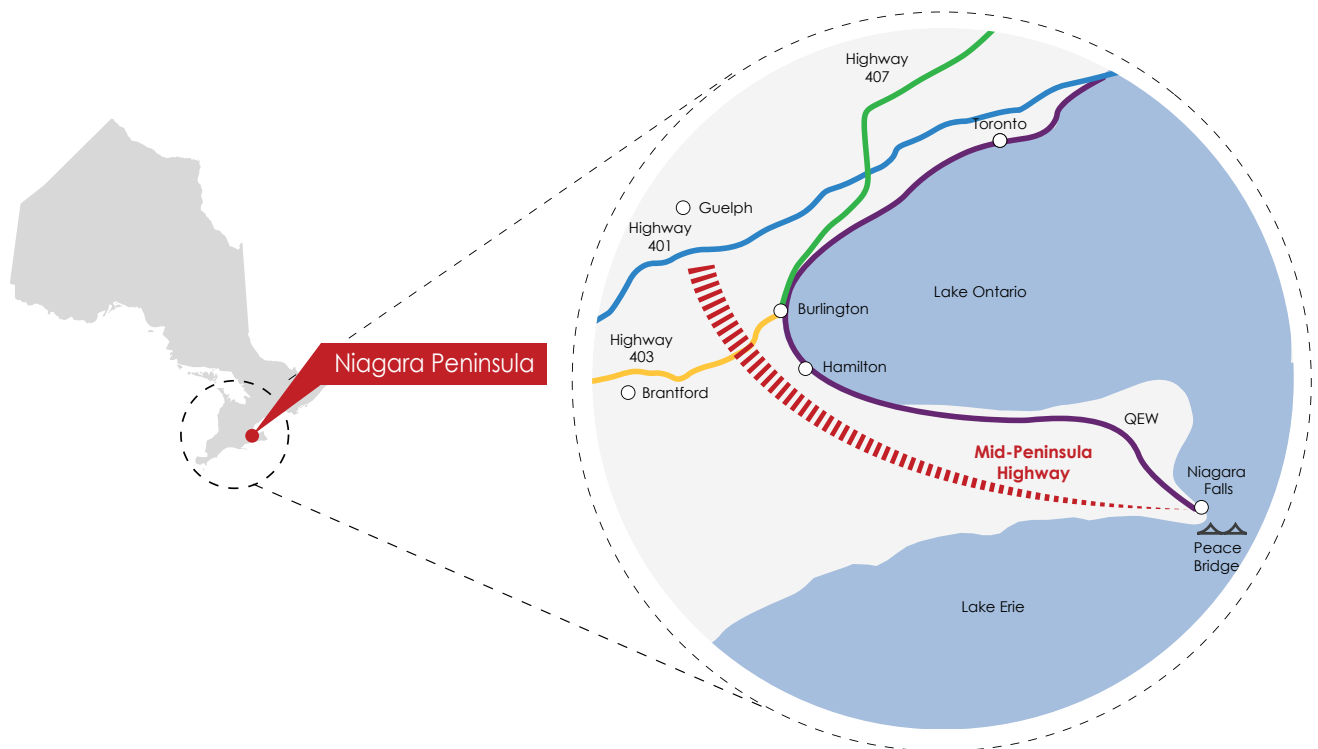 Niagara Peninsula
Highway
407
Toronto
Guelph
Highway
401
Lake Ontario
Burlington
Highway
403
Hamilton
Brantford
QEW
Mid-Peninsula
Highway
Niagara
Falls
Peace
Bridge
Lake Erie